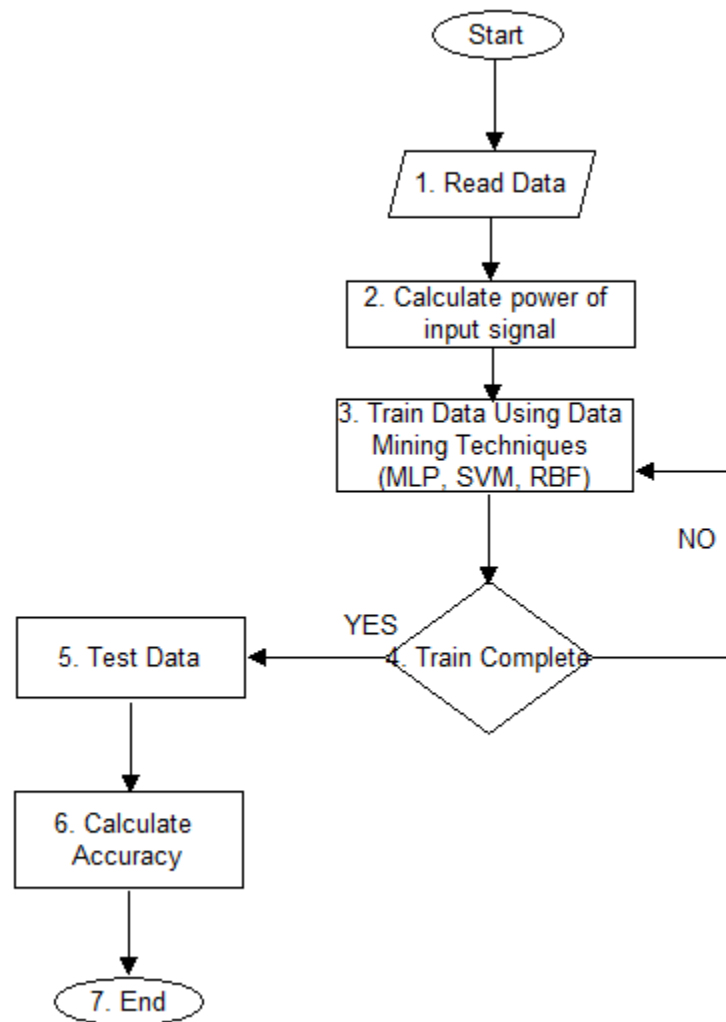 Start
1. Read Data
2. Calculate power of
input signal
3. Train Data Using Data
Mining Techniques
(MLP, SVM, RBF)
NO
YES
4. Train Complete
5. Test Data
6. Calculate
Accuracy
7. End